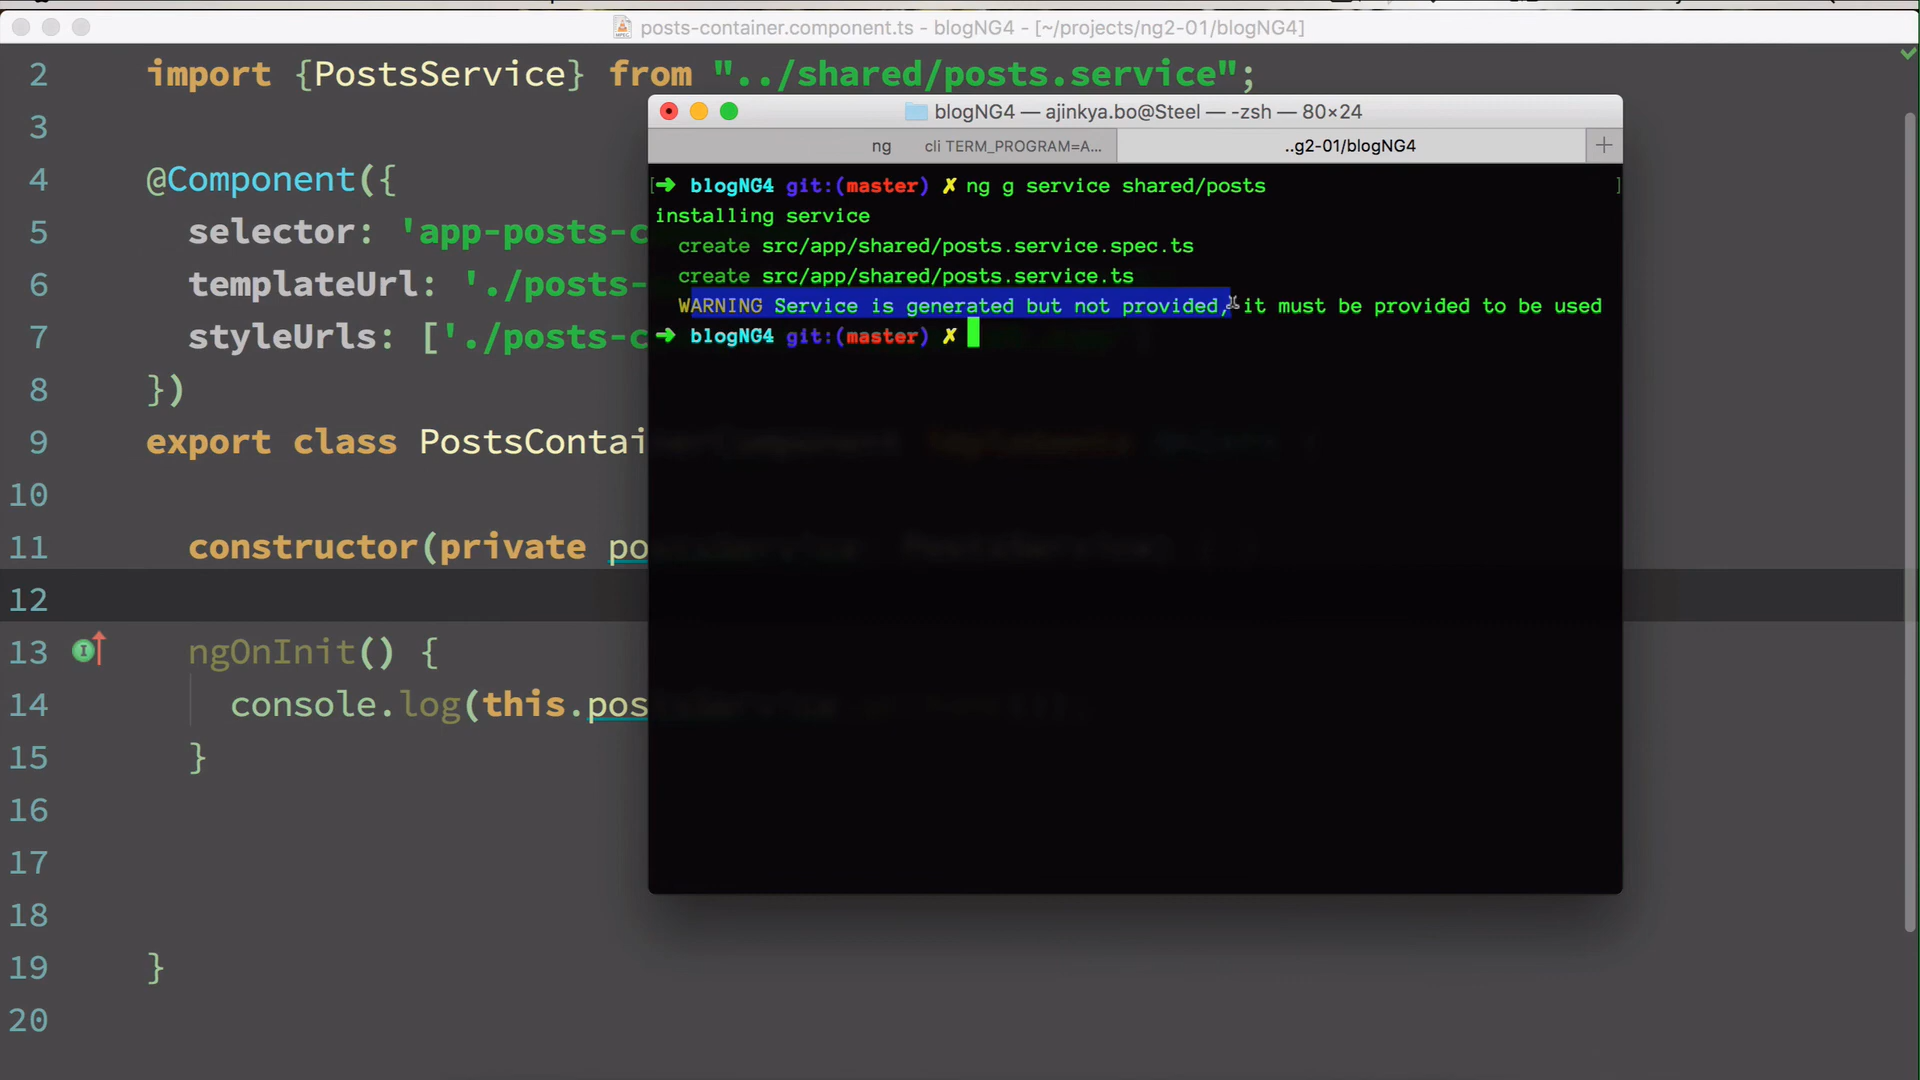 posts-container.component.ts - blogNG4 - [~/projects/ng2-01/blogNG4]
2 import {PostsService} from "../shared/posts.service";
3
4 @Component({
5 selector: 'app-posts-c
6 templateUrl: './posts-
7 styleUrls: ['./posts-c
8 })
9 export class PostsContai
10
11 constructor(private po
12
13 ngOnInit() {
14 console.log(this.pos
15 }
16
17
18
19 }
20
blogNG4 — ajinkya.bo@Steel — -zsh — 80×24
ng cli TERM_PROGRAM=A... ..g2-01/blogNG4 +
➜ blogNG4 git:(master) ✗ ng g service shared/posts
installing service
create src/app/shared/posts.service.spec.ts
create src/app/shared/posts.service.ts
WARNING Service is generated but not provided, it must be provided to be used
➜ blogNG4 git:(master) ✗